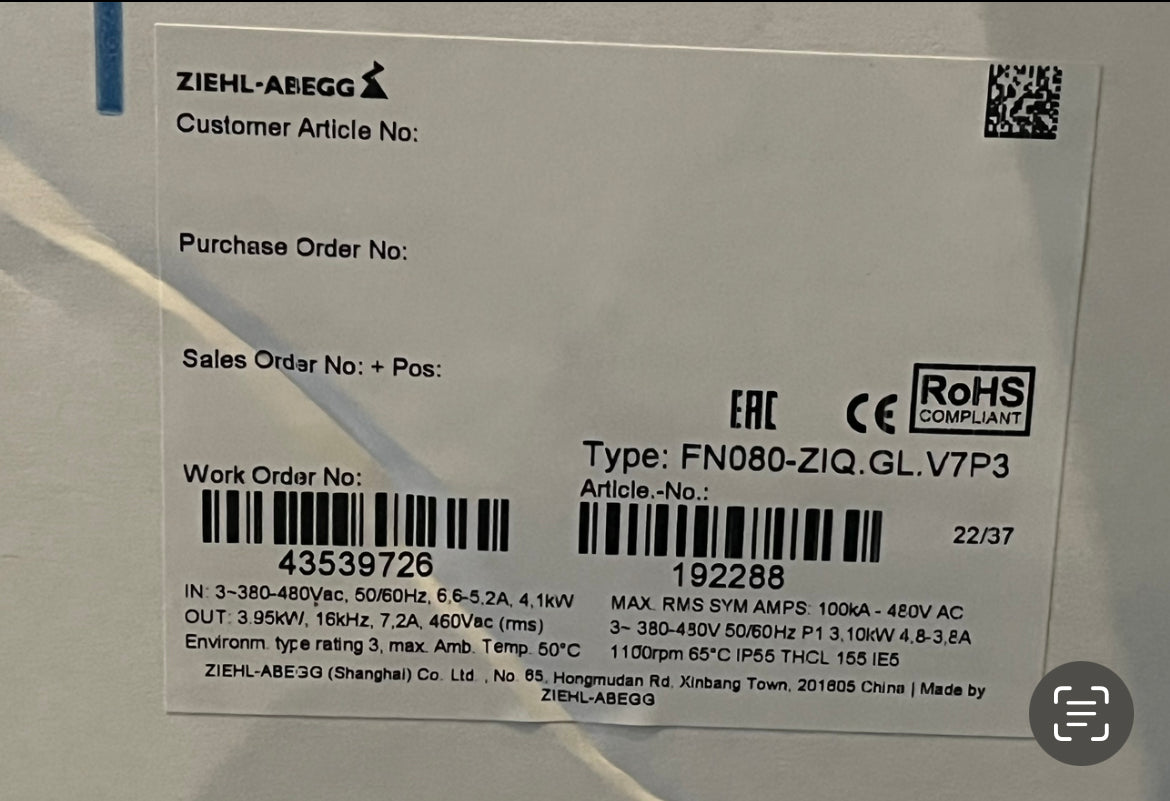 ZIEHL-ABEGG
Customer Article No:
Purchase Order No:
Sales Order No: + Pos:
EAC CE RoHS
COMPLIANT
Type: FN080-ZIQ.GL.V7P3
Work Order No:
Article.-No.:
22/37
43539726
192288
IN: 3~380-480Vac, 50/60Hz, 6,6-5.2A, 4,1kW
OUT: 3.95kW, 16kHz, 7,2A, 460Vac (rms)
Environm. type rating 3, max. Amb. Temp. 50°C
MAX. RMS SYM AMPS: 100kA - 480V AC
3~ 380-480V 50/60Hz P1 3,10kW 4,8-3,8A
1100rpm 65°C IP55 THCL 155 IE5
ZIEHL-ABEGG (Shanghai) Co. Ltd. , No. 65, Hongmudan Rd, Xinbang Town, 201605 China | Made by
ZIEHL-ABEGG